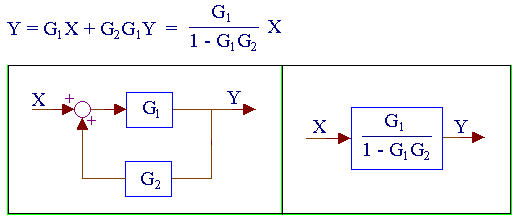 Y = G₁X + G₂G₁Y = G₁ / 1 - G₁G₂ X
X + + G₁ Y
G₂
X G₁ / 1 - G₁G₂ Y